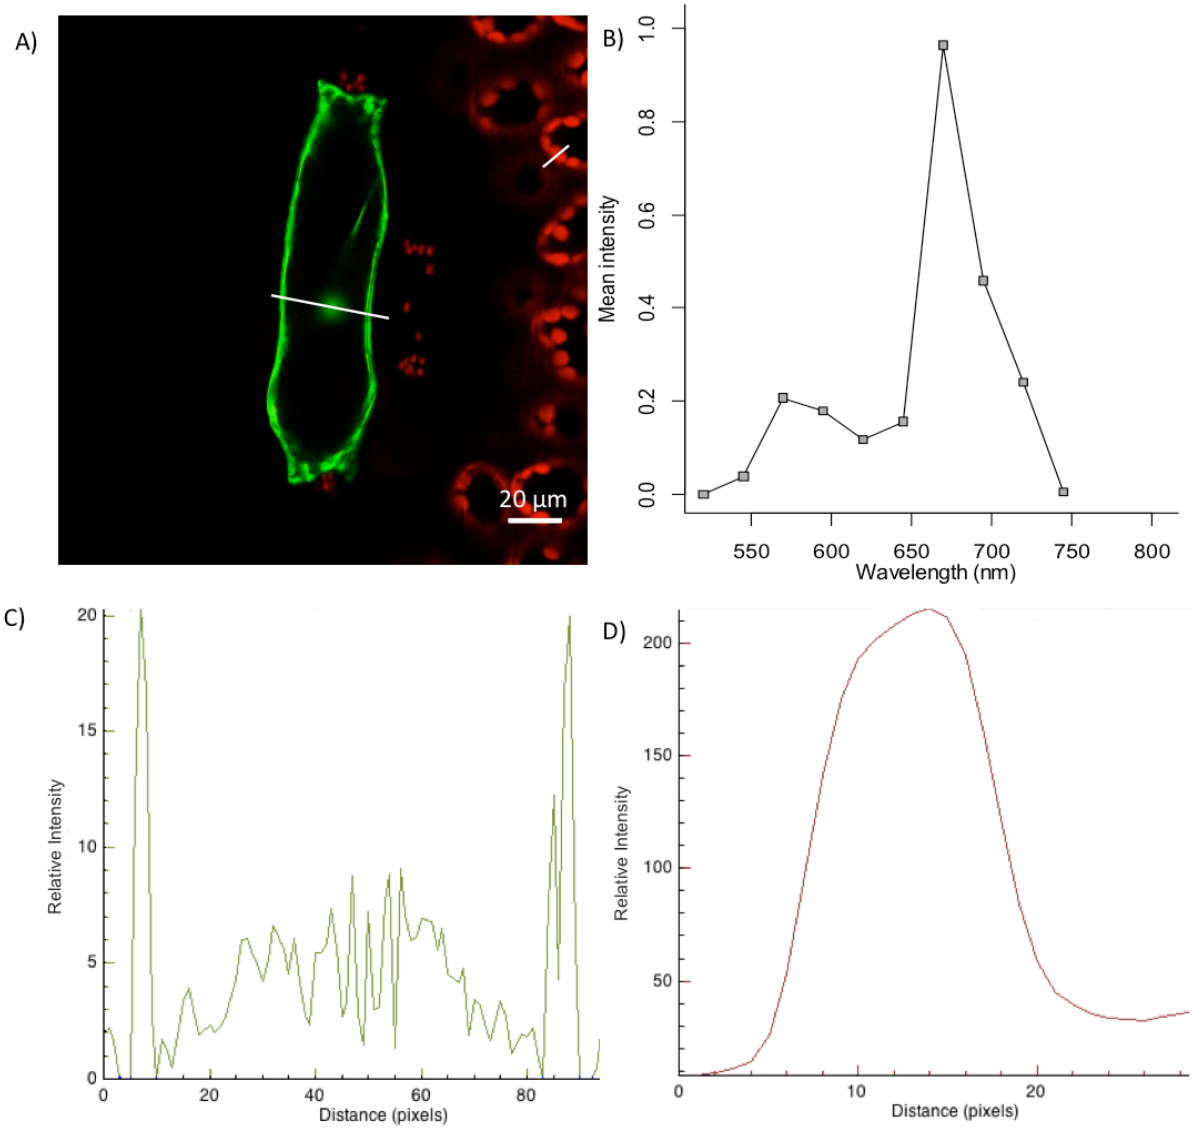 A)
20 µm
B)
Mean intensity
1.0
0.8
0.6
0.4
0.2
0.0
550 600 650 700 750 800
Wavelength (nm)
C)
Relative Intensity
20
15
10
5
0
0 20 40 60 80
Distance (pixels)
D)
Relative Intensity
200
150
100
50
0 10 20
Distance (pixels)